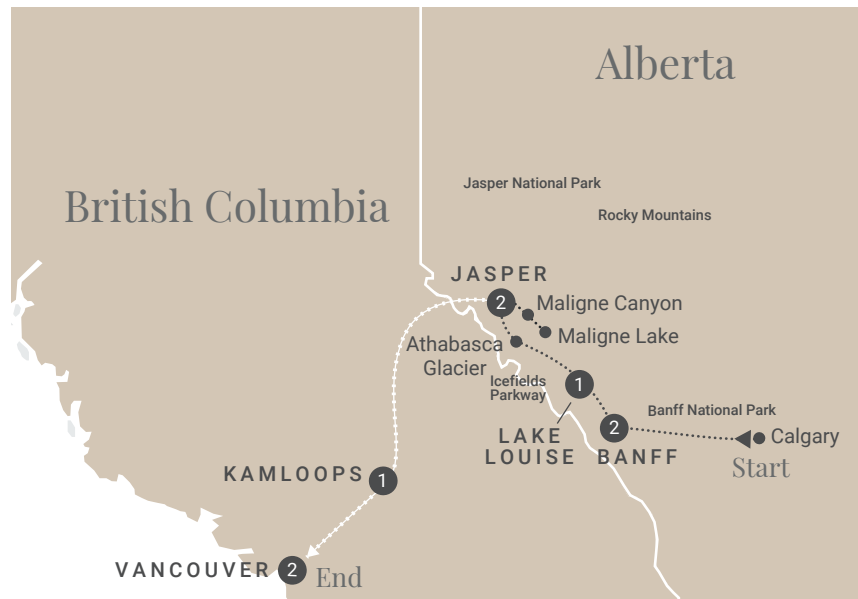 Alberta
Jasper National Park
British Columbia
Rocky Mountains
JASPER
2
Maligne Canyon
Maligne Lake
Athabasca
Glacier
Icefields
Parkway
1
Banff National Park
2
LAKE
LOUISE
BANFF
Calgary
Start
KAMLOOPS
1
VANCOUVER
2
End